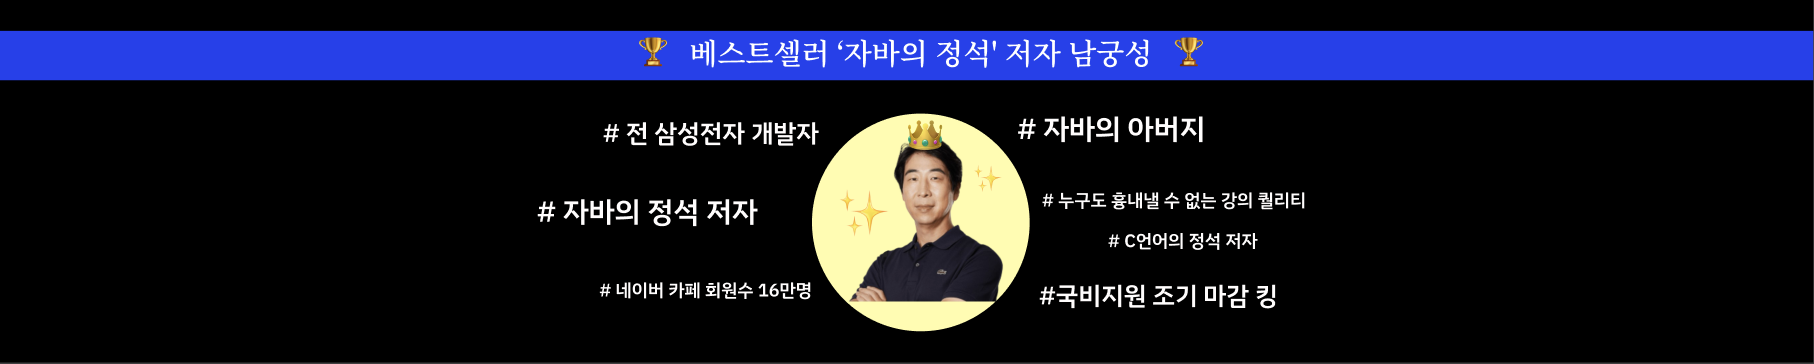 베스트셀러 ‘자바의 정석' 저자 남궁성
# 전 삼성전자 개발자
# 자바의 정석 저자
# 네이버 카페 회원수 16만명
# 자바의 아버지
# 누구도 흉내낼 수 없는 강의 퀄리티
# C언어의 정석 저자
#국비지원 조기 마감 킹